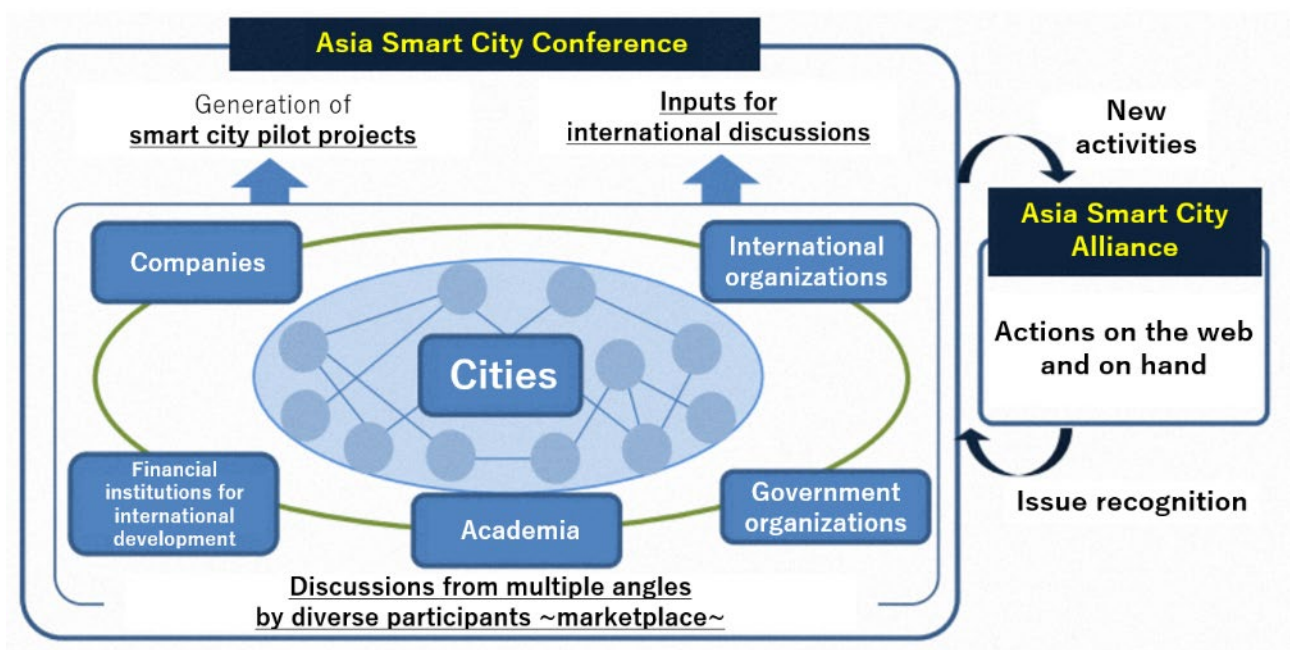 Asia Smart City Conference
Generation of
smart city pilot projects
Inputs for
international discussions
New
activities
Companies
International
organizations
Asia Smart City
Alliance
Cities
Actions on the web
and on hand
Financial
institutions for
international
development
Academia
Government
organizations
Issue recognition
Discussions from multiple angles
by diverse participants ~marketplace~